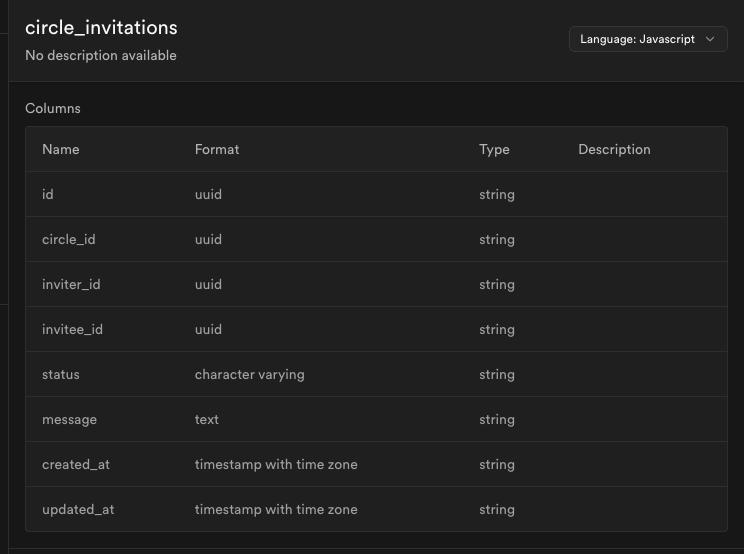 circle_invitations
No description available
Language: Javascript
Columns
Name Format Type Description
id uuid string
circle_id uuid string
inviter_id uuid string
invitee_id uuid string
status character varying string
message text string
created_at timestamp with time zone string
updated_at timestamp with time zone string